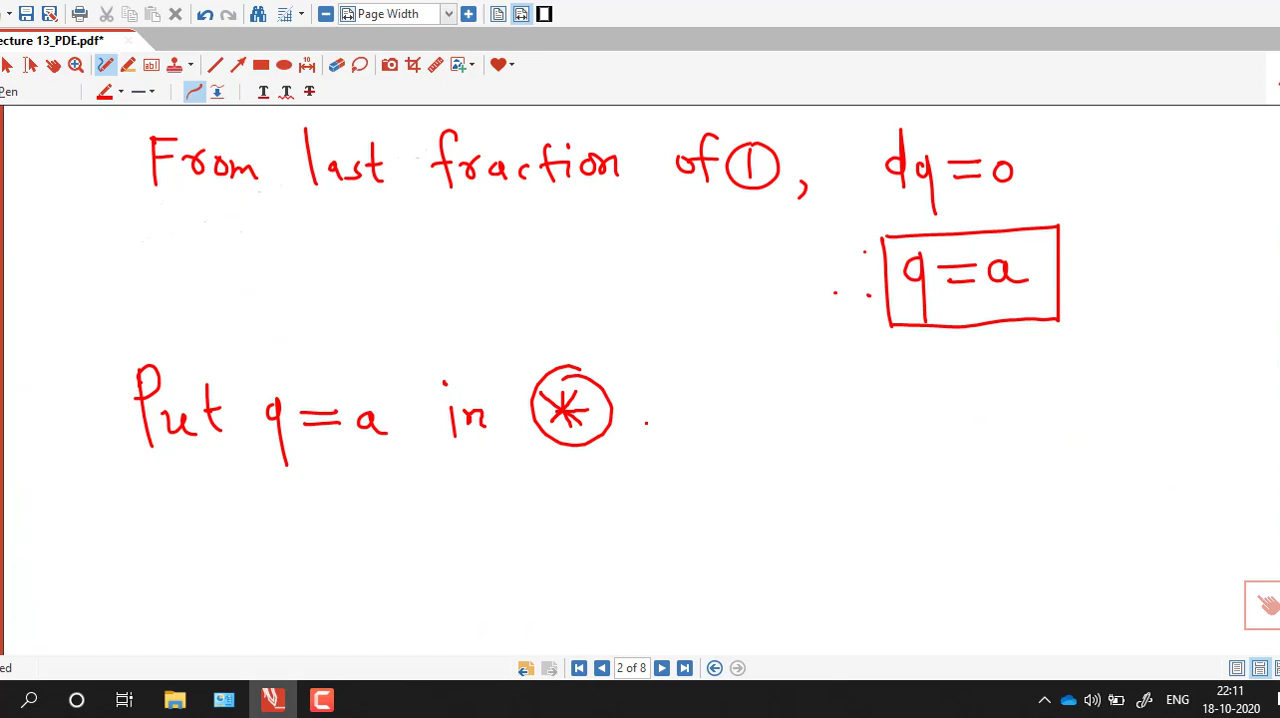 Page Width
ecture 13_PDE.pdf*
Pen
From last fraction of ①, dq = 0
∴ q = a
Put q = a in ⊛.
ed
2 of 8
ENG
22:11
18-10-2020